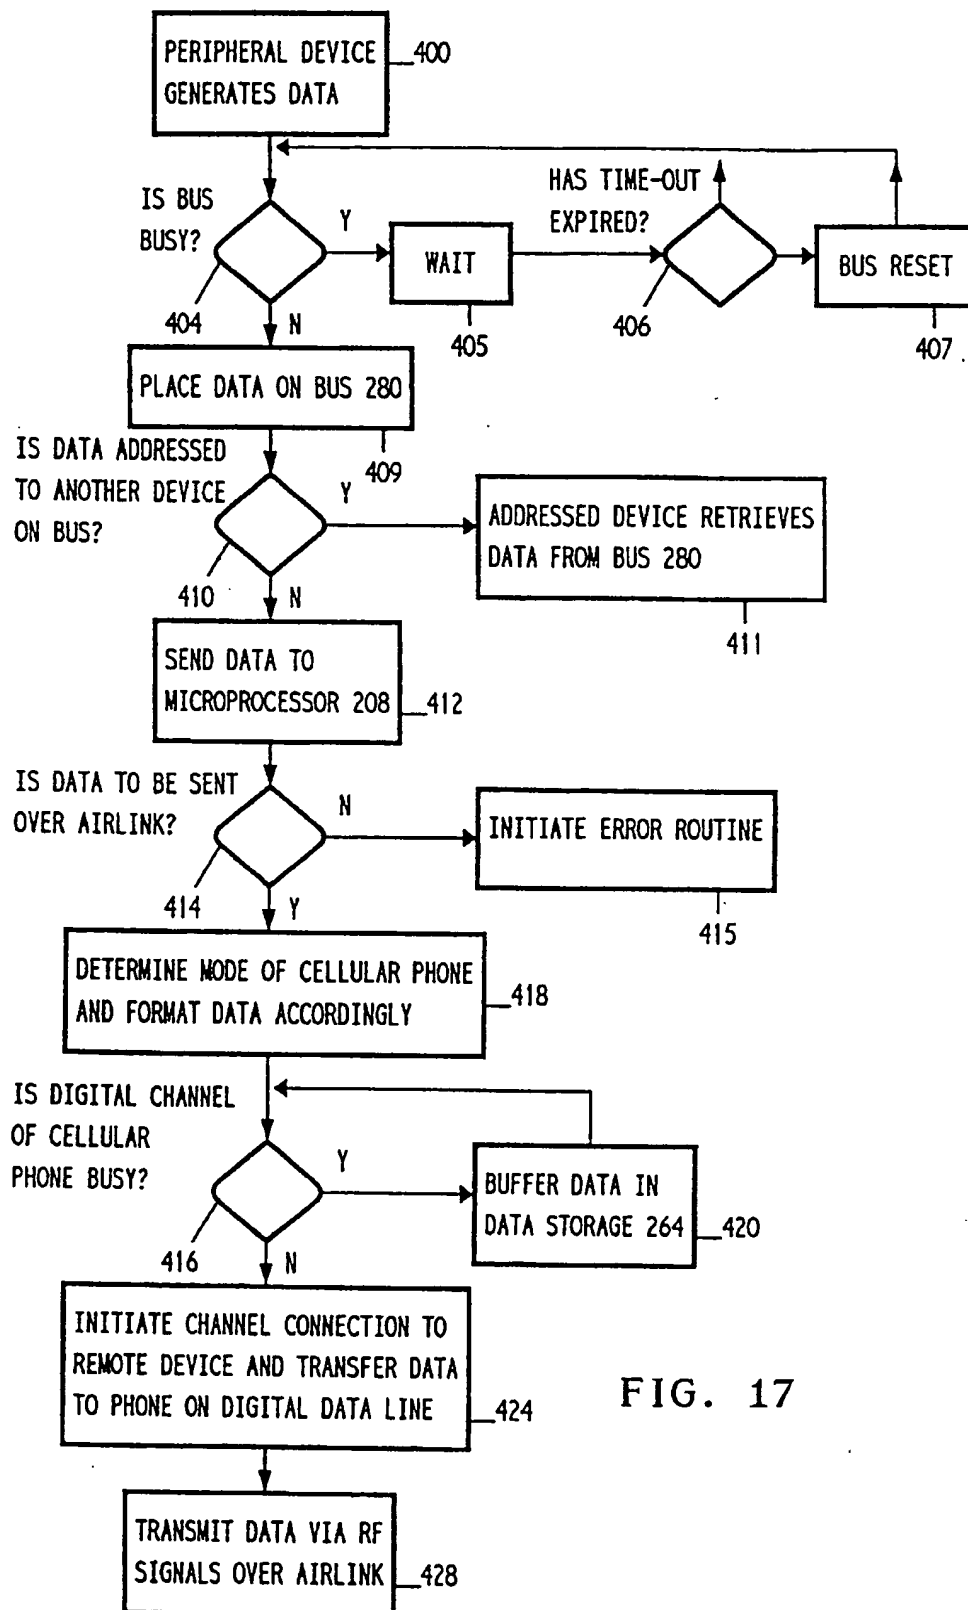 PERIPHERAL DEVICE
GENERATES DATA
400
IS BUS
BUSY?
Y
404
N
WAIT
405
HAS TIME-OUT
EXPIRED?
406
BUS RESET
407
PLACE DATA ON BUS 280
409
IS DATA ADDRESSED
TO ANOTHER DEVICE
ON BUS?
Y
410
N
ADDRESSED DEVICE RETRIEVES
DATA FROM BUS 280
411
SEND DATA TO
MICROPROCESSOR 208
412
IS DATA TO BE SENT
OVER AIRLINK?
N
414
Y
INITIATE ERROR ROUTINE
415
DETERMINE MODE OF CELLULAR PHONE
AND FORMAT DATA ACCORDINGLY
418
IS DIGITAL CHANNEL
OF CELLULAR
PHONE BUSY?
Y
416
N
BUFFER DATA IN
DATA STORAGE 264
420
INITIATE CHANNEL CONNECTION TO
REMOTE DEVICE AND TRANSFER DATA
TO PHONE ON DIGITAL DATA LINE
424
FIG. 17
TRANSMIT DATA VIA RF
SIGNALS OVER AIRLINK
428